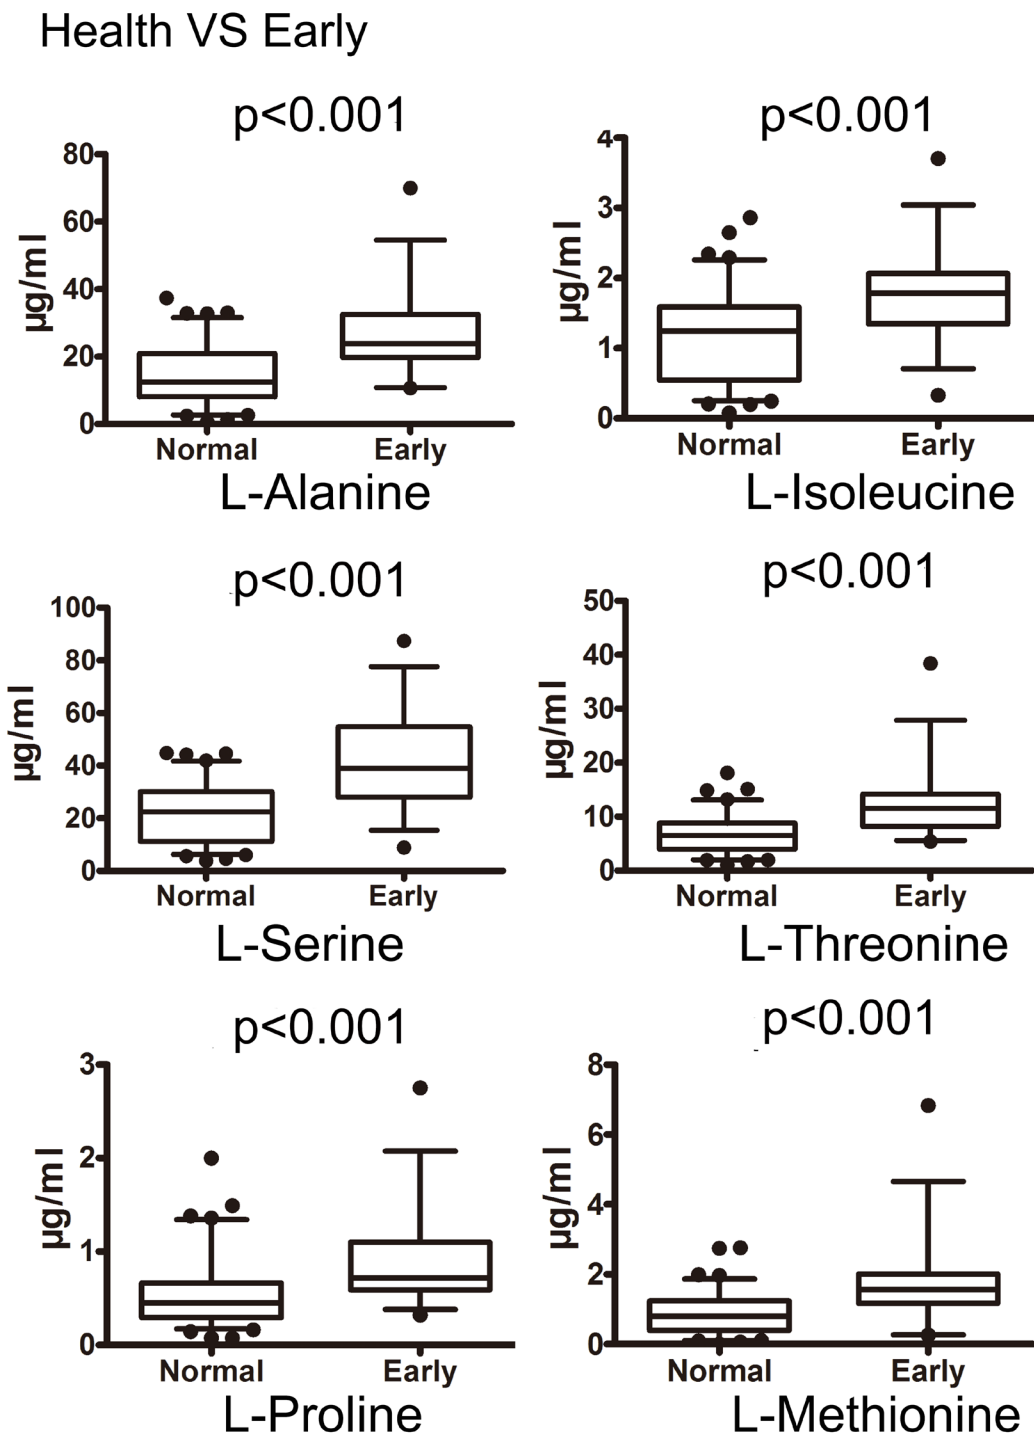 Health VS Early
p<0.001
80
60
40
20
0
µg/ml
Normal Early
L-Alanine
p<0.001
4
3
2
1
0
µg/ml
Normal Early
L-Isoleucine
p<0.001
100
80
60
40
20
0
µg/ml
Normal Early
L-Serine
p<0.001
50
40
30
20
10
0
µg/ml
Normal Early
L-Threonine
p<0.001
3
2
1
0
µg/ml
Normal Early
L-Proline
p<0.001
8
6
4
2
0
µg/ml
Normal Early
L-Methionine